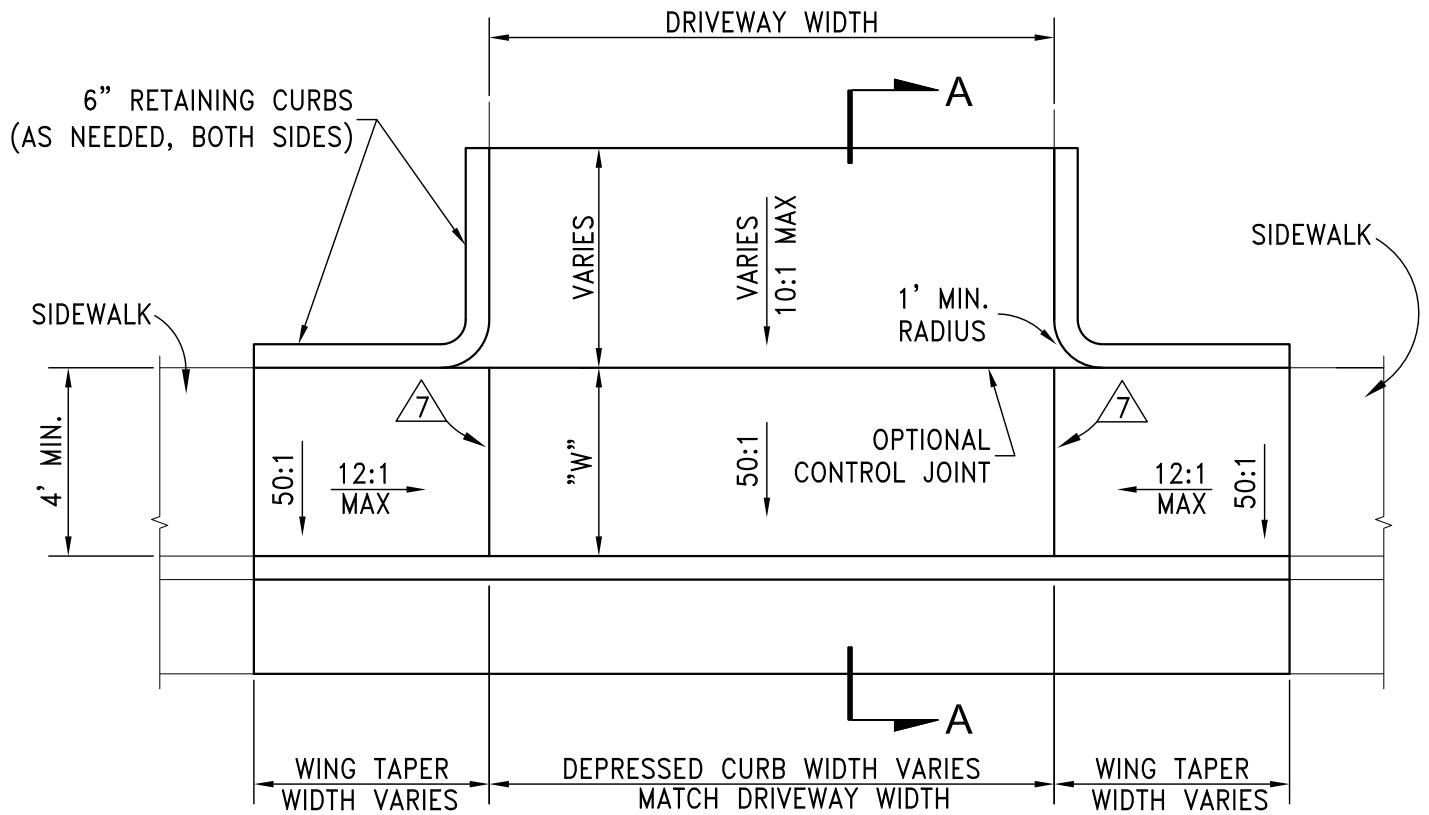 DRIVEWAY WIDTH
6” RETAINING CURBS
(AS NEEDED, BOTH SIDES)
A
SIDEWALK
SIDEWALK
VARIES
VARIES
10:1 MAX
1’ MIN.
RADIUS
4’ MIN.
7
7
50:1
12:1
MAX
”W”
50:1
OPTIONAL
CONTROL JOINT
12:1
MAX
50:1
A
WING TAPER
WIDTH VARIES
DEPRESSED CURB WIDTH VARIES
MATCH DRIVEWAY WIDTH
WING TAPER
WIDTH VARIES